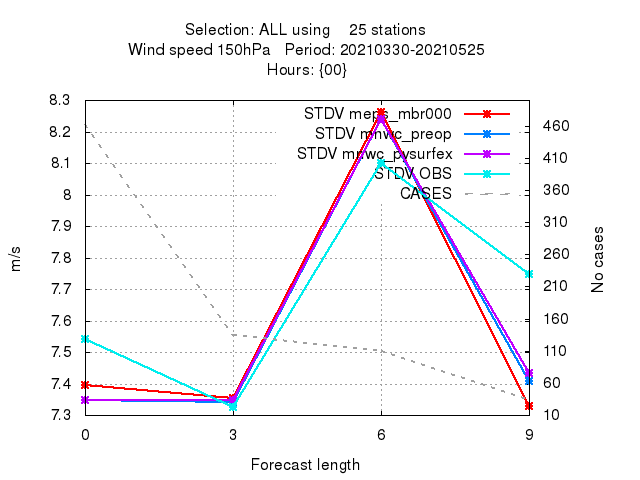 Selection: ALL using 25 stations
Wind speed 150hPa Period: 20210330-20210525
Hours: {00}
STDV meps_mbr000
STDV mnwc_preop
STDV mnwc_pysurfex
STDV OBS
CASES
8.3
8.2
8.1
8
7.9
7.8
7.7
7.6
7.5
7.4
7.3
m/s
460
410
360
310
260
210
160
110
60
10
No cases
0 3 6 9
Forecast length